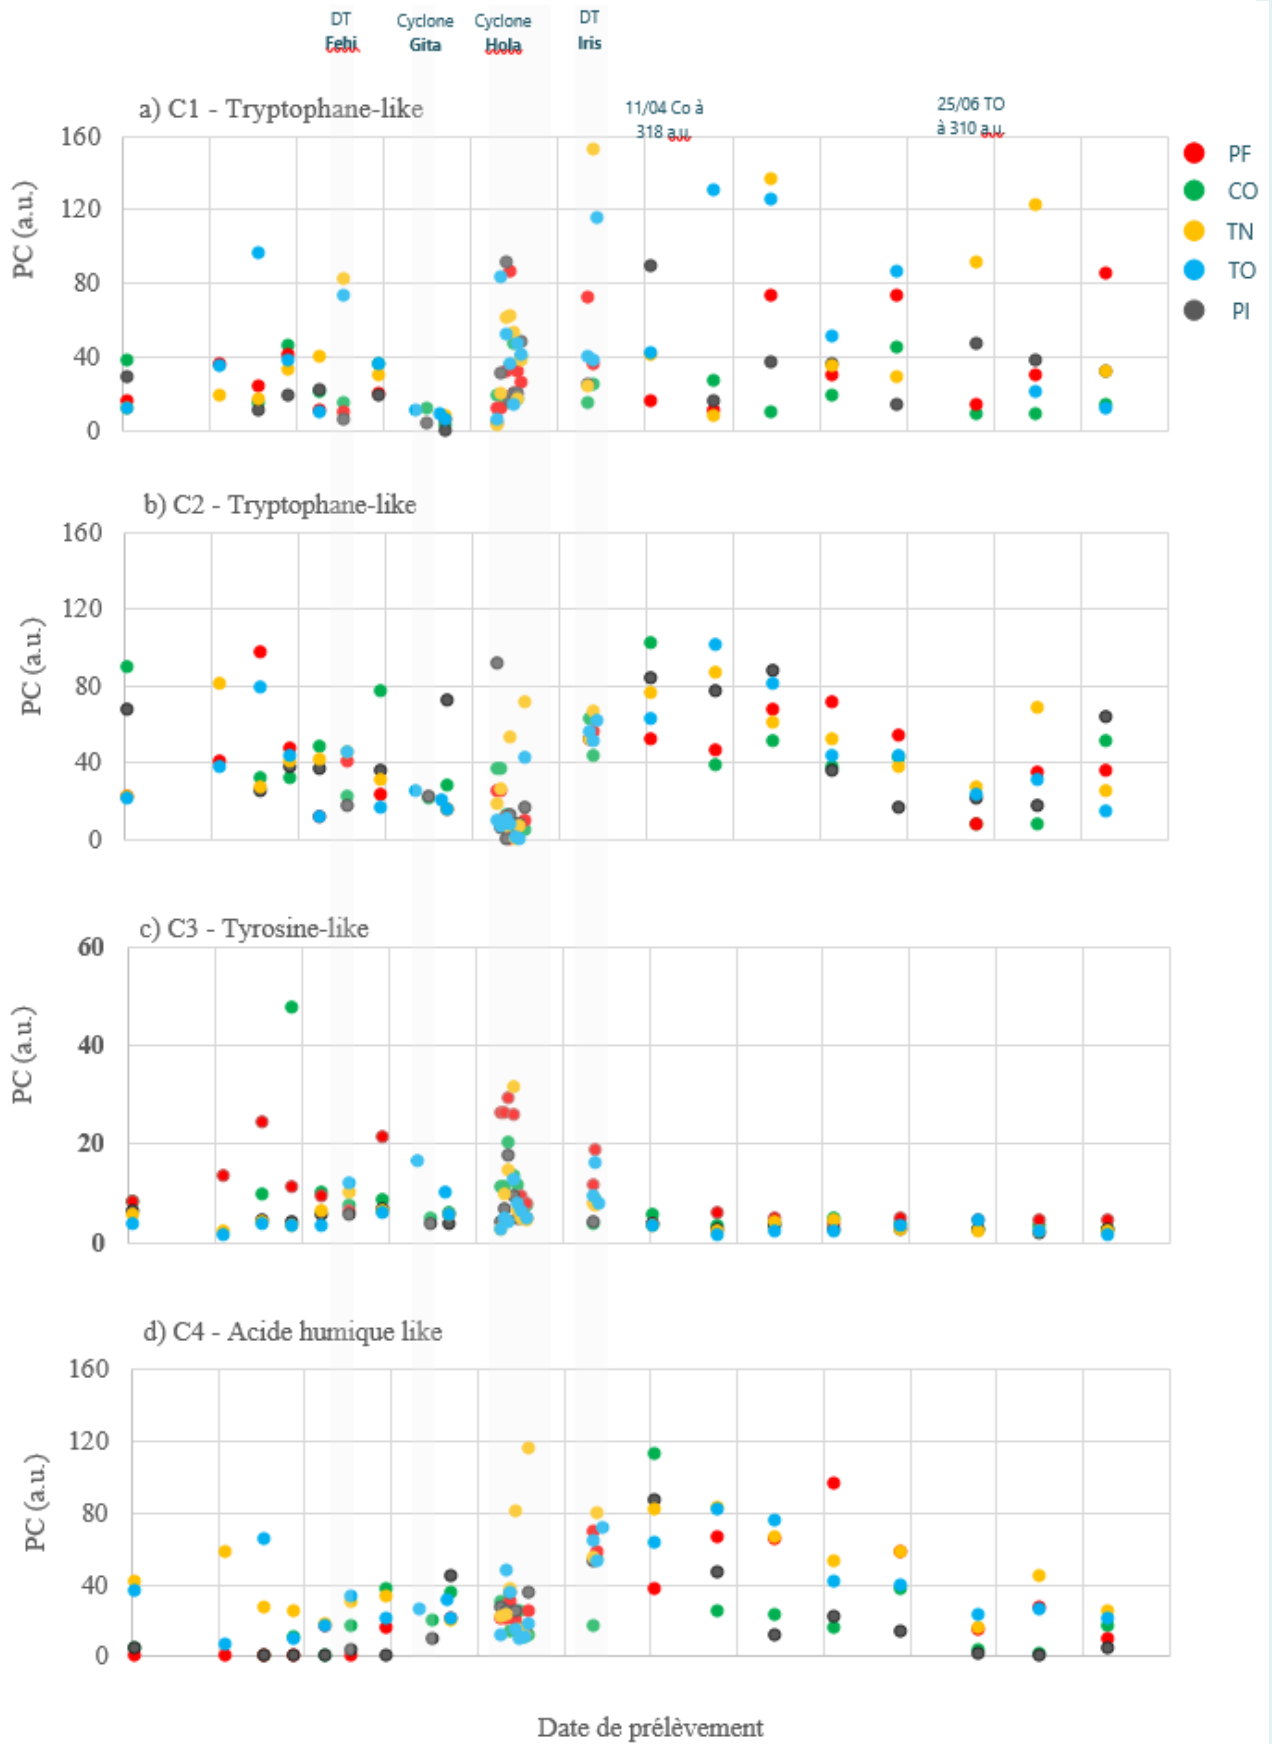 DT
Fehi
Cyclone
Gita
Cyclone
Hola
DT
Iris
a) C1 - Tryptophane-like
11/04 Co à
318 a.u.
25/06 TO
à 310 a.u.
160
120
80
40
0
PC (a.u.)
PF
CO
TN
TO
PI
b) C2 - Tryptophane-like
160
120
80
40
0
PC (a.u.)
c) C3 - Tyrosine-like
60
40
20
0
PC (a.u.)
d) C4 - Acide humique like
160
120
80
40
0
PC (a.u.)
Date de prélèvement